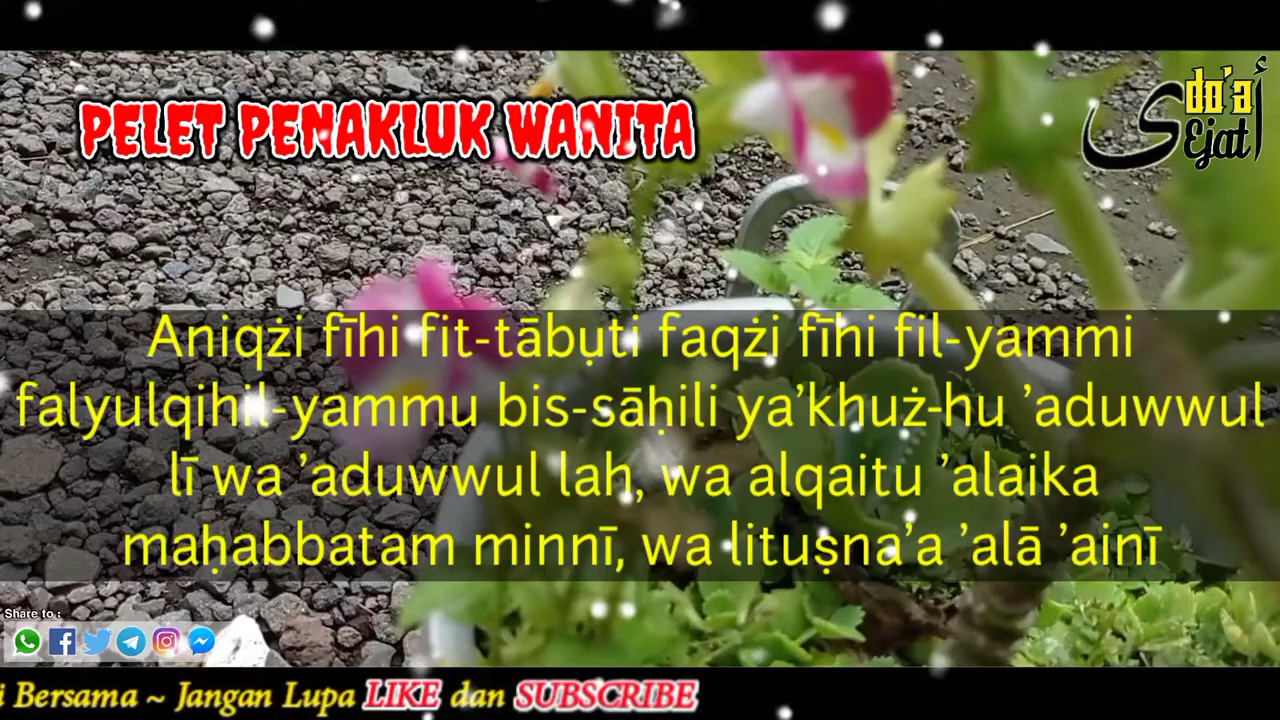 PELET PENAKLUK WANITA
do'a
Ejati
Aniqżi fīhi fit-tābụti faqżi fīhi fil-yammi
falyulqihil-yammu bis-sāḥili ya’khuż-hu ’aduwwul
lī wa ’aduwwul lah, wa alqaitu ’alaika
maḥabbatam minnī, wa lituṣna’a ’alā ’ainī
Share to :
Bersama ~ Jangan Lupa LIKE dan SUBSCRIBE